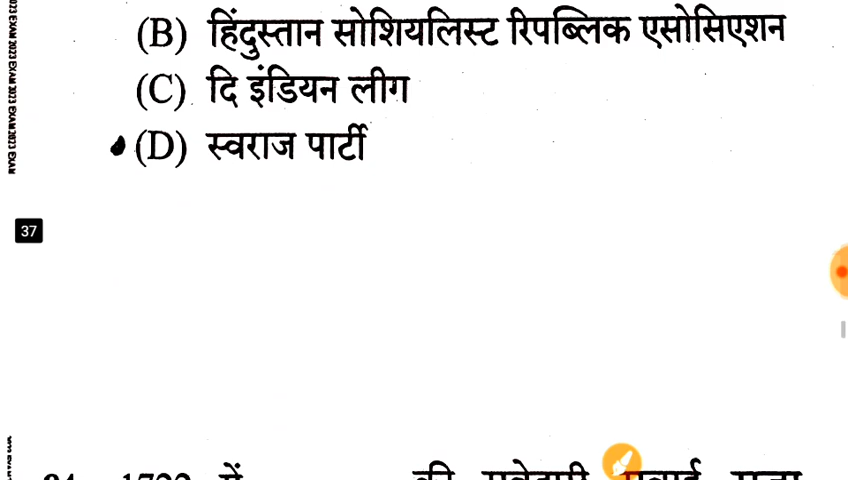 (B) हिंदुस्तान सोशियलिस्ट रिपब्लिक एसोसिएशन
(C) दि इंडियन लीग
(D) स्वराज पार्टी
37
में की